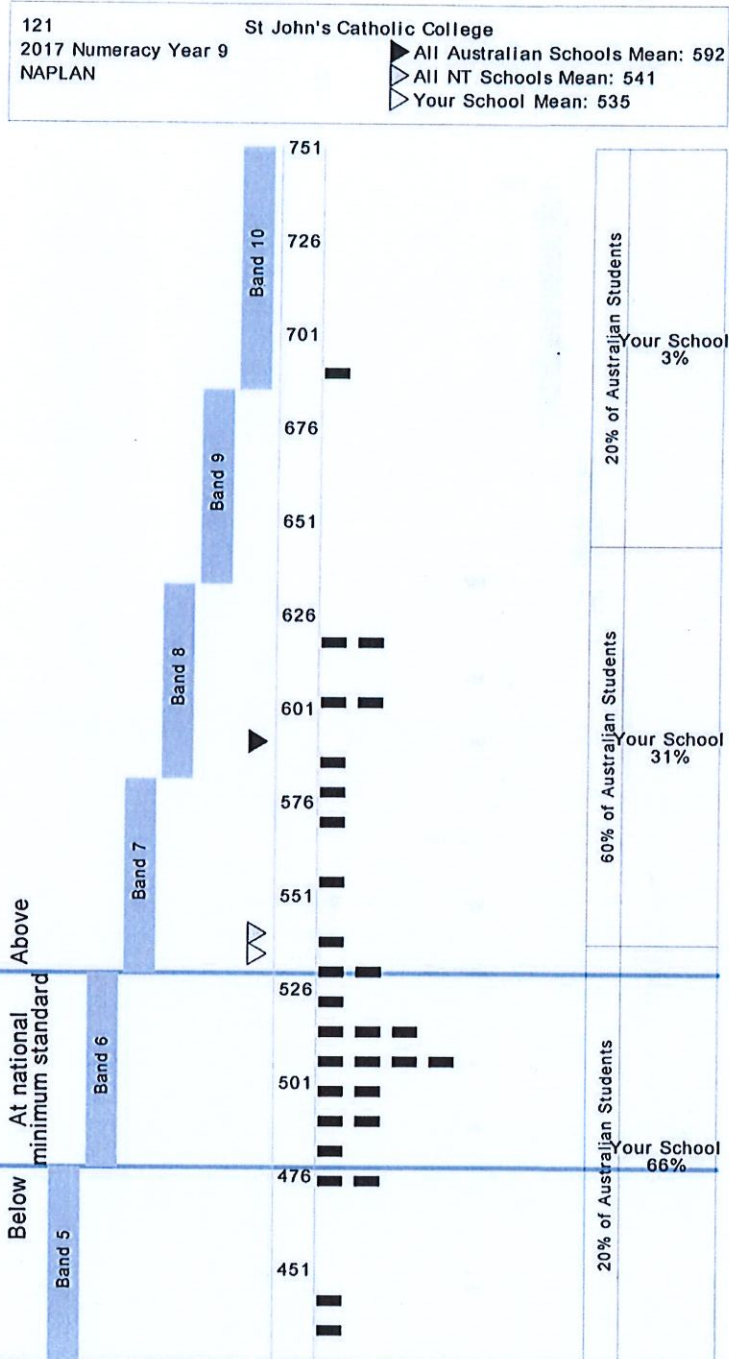 121
St John's Catholic College
2017 Numeracy Year 9
All Australian Schools Mean: 592
NAPLAN
All NT Schools Mean: 541
Your School Mean: 535
751
726
701
676
651
626
601
576
551
526
501
476
451
Band 10
Band 9
Band 8
Band 7
Band 6
Band 5
Above
At national
minimum standard
Below
20% of Australian Students
Your School
3%
60% of Australian Students
Your School
31%
20% of Australian Students
Your School
66%